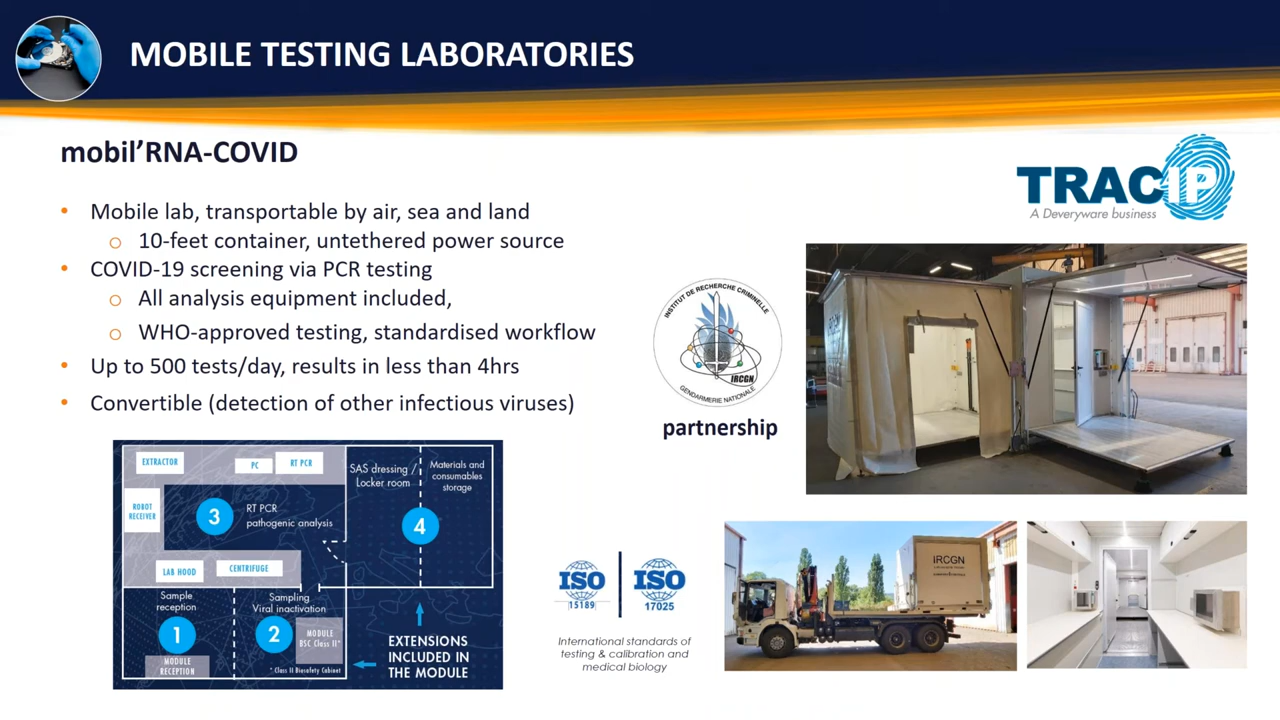 MOBILE TESTING LABORATORIES
mobil’RNA-COVID
• Mobile lab, transportable by air, sea and land
o 10-feet container, untethered power source
• COVID-19 screening via PCR testing
o All analysis equipment included,
o WHO-approved testing, standardised workflow
• Up to 500 tests/day, results in less than 4hrs
• Convertible (detection of other infectious viruses)
TRACIP
A Deveryware business
INSTITUT DE RECHERCHE CRIMINELLE
IRCGN
GENDARMERIE NATIONALE
partnership
EXTRACTOR
PC
RT PCR
SAS dressing /
Locker room
Materials and
consumables
storage
ROBOT
RECEIVER
3
RT PCR
pathogenic analysis
4
LAB HOOD
CENTRIFUGE
Sample
reception
1
MODULE
RECEPTION
Sampling
Viral inactivation
2
MODULE
BSC Class II*
* Class II Biosafety Cabinet
EXTENSIONS
INCLUDED IN
THE MODULE
ISO
15189
ISO
17025
International standards of
testing & calibration and
medical biology
IRCGN